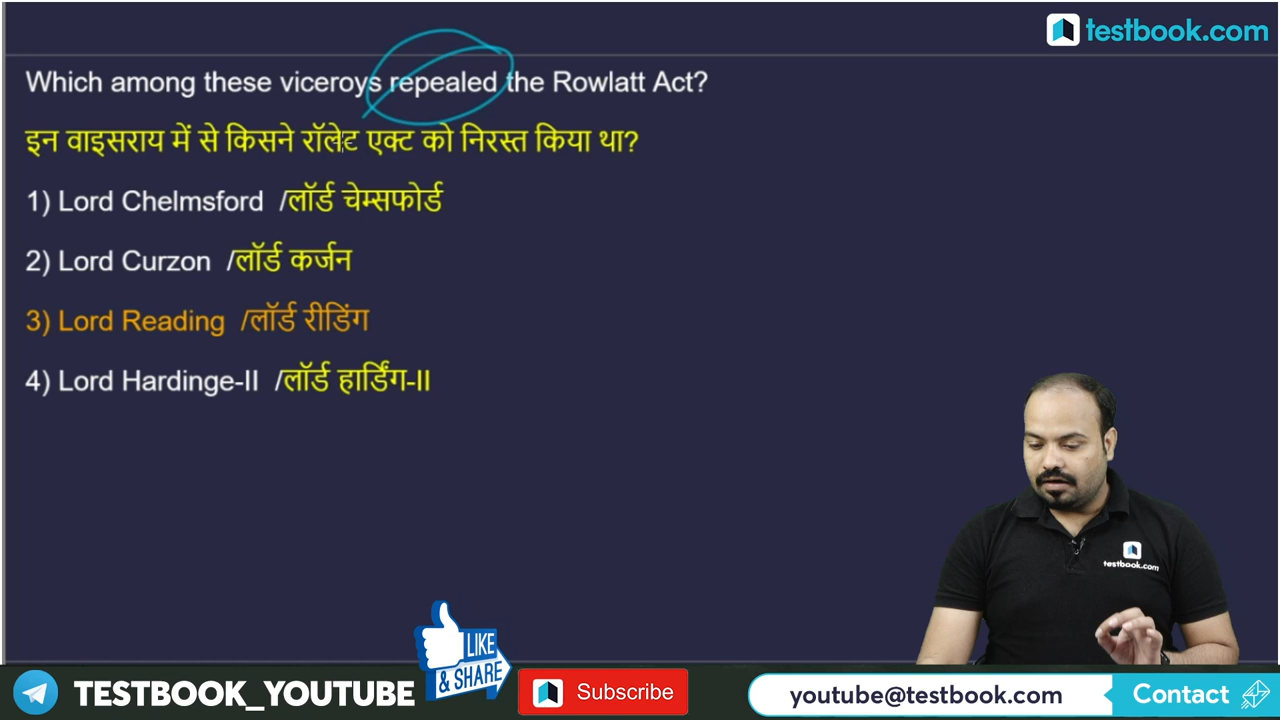 testbook.com
Which among these viceroys repealed the Rowlatt Act?
इन वाइसराय में से किसने रॉलेट एक्ट को निरस्त किया था?
1) Lord Chelmsford /लॉर्ड चेम्सफोर्ड
2) Lord Curzon /लॉर्ड कर्जन
3) Lord Reading /लॉर्ड रीडिंग
4) Lord Hardinge-II /लॉर्ड हार्डिंग-II
testbook.com
LIKE
& SHARE
TESTBOOK_YOUTUBE
Subscribe
youtube@testbook.com
Contact